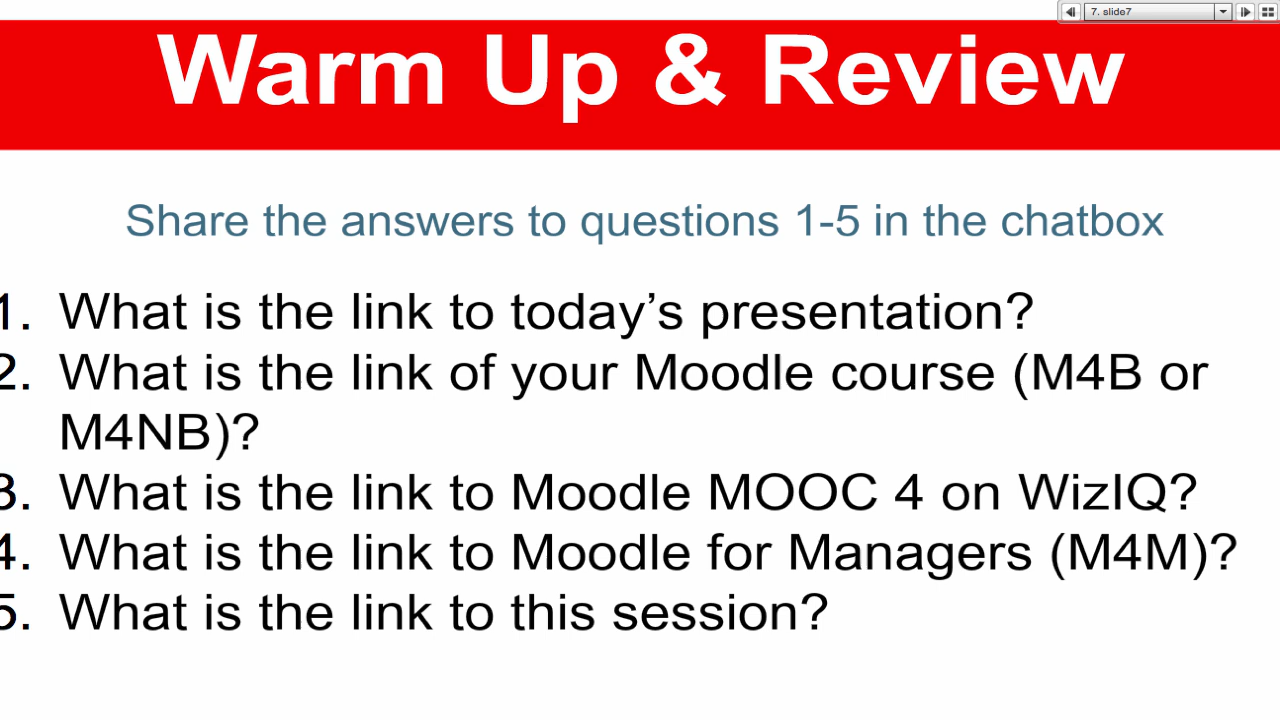 7. slide7
Warm Up & Review
Share the answers to questions 1-5 in the chatbox
1. What is the link to today’s presentation?
2. What is the link of your Moodle course (M4B or
M4NB)?
3. What is the link to Moodle MOOC 4 on WizIQ?
4. What is the link to Moodle for Managers (M4M)?
5. What is the link to this session?